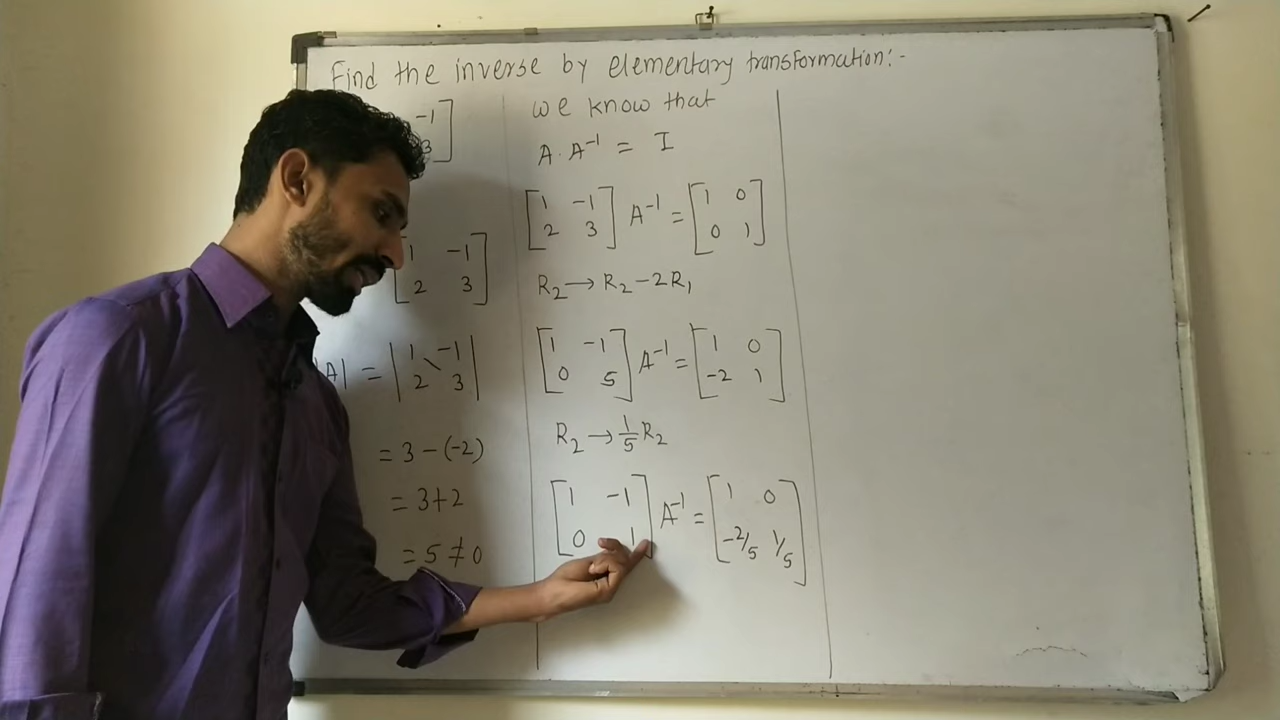 Find the inverse by elementary transformation:-
-1
3
1 -1
2 3
|A| = | 1 -1 |
2 3
= 3 - (-2)
= 3+2
= 5 ≠ 0
we know that
A. A⁻¹ = I
[ 1 -1 ] A⁻¹ = [ 1 0 ]
[ 2 3 ] [ 0 1 ]
R₂ → R₂ - 2R₁
[ 1 -1 ] A⁻¹ = [ 1 0 ]
[ 0 5 ] [ -2 1 ]
R₂ → 1/5 R₂
[ 1 -1 ] A⁻¹ = [ 1 0 ]
[ 0 1 ] [ -2/5 1/5 ]